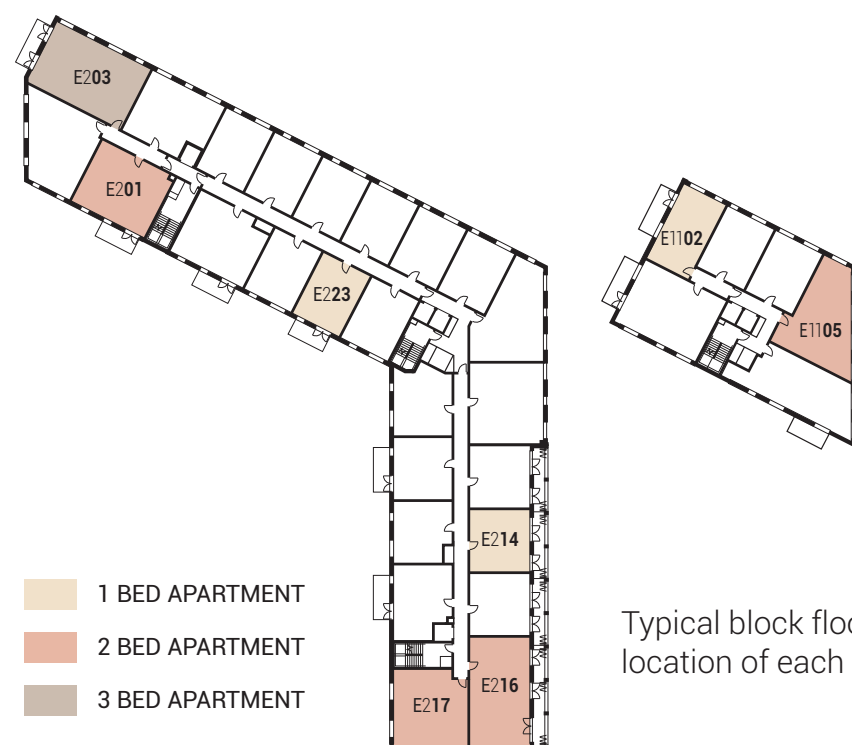 E203
E201
E223
E1102
E1105
E214
E216
E217
1 BED APARTMENT
2 BED APARTMENT
3 BED APARTMENT
Typical block floo
location of each